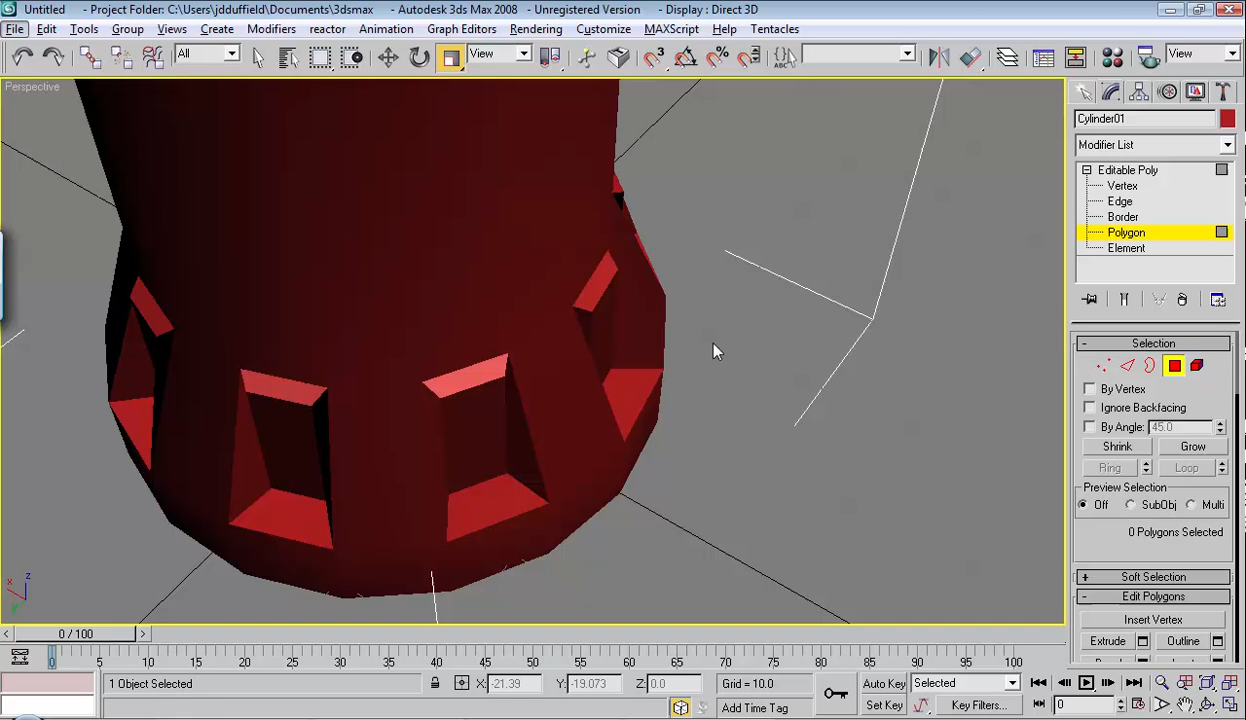 Untitled - Project Folder: C:\Users\jdduffield\Documents\3dsmax - Autodesk 3ds Max 2008 - Unregistered Version - Display : Direct 3D
File Edit Tools Group Views Create Modifiers reactor Animation Graph Editors Rendering Customize MAXScript Help Tentacles
All View View
Perspective
Cylinder01
Modifier List
Editable Poly
Vertex
Edge
Border
Polygon
Element
- Selection
By Vertex
Ignore Backfacing
By Angle: 45.0
Shrink Grow
Ring Loop
Preview Selection
Off SubObj Multi
0 Polygons Selected
+ Soft Selection
- Edit Polygons
Insert Vertex
Extrude Outline
x z y
< 0 / 100 >
0 5 10 15 20 25 30 35 40 45 50 55 60 65 70 75 80 85 90 95 100
1 Object Selected X: -21.39 Y: -19.073 Z: 0.0 Grid = 10.0 Auto Key Selected
Add Time Tag Set Key Key Filters... 0